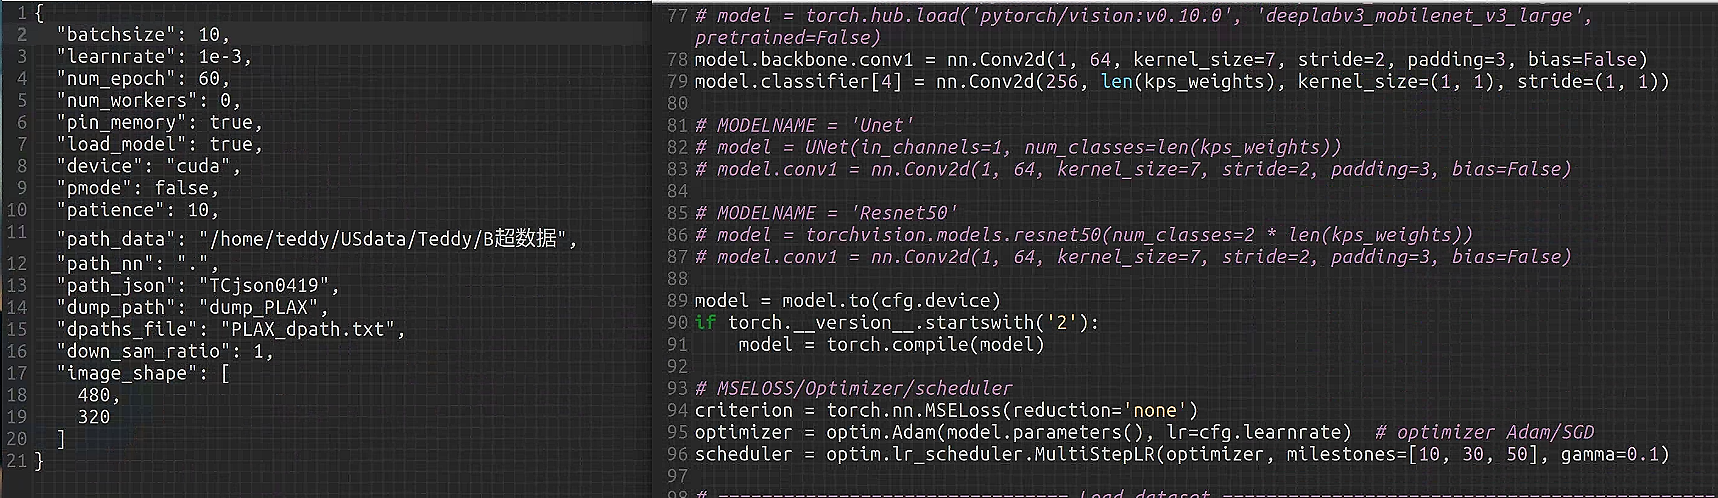 1 {
2 "batchsize": 10,
3 "learnrate": 1e-3,
4 "num_epoch": 60,
5 "num_workers": 0,
6 "pin_memory": true,
7 "load_model": true,
8 "device": "cuda",
9 "pmode": false,
10 "patience": 10,
11 "path_data": "/home/teddy/USdata/Teddy/B超数据",
12 "path_nn": ".",
13 "path_json": "TCjson0419",
14 "dump_path": "dump_PLAX",
15 "dpaths_file": "PLAX_dpath.txt",
16 "down_sam_ratio": 1,
17 "image_shape": [
18 480,
19 320
20 ]
21 }
77 # model = torch.hub.load('pytorch/vision:v0.10.0', 'deeplabv3_mobilenet_v3_large',
pretrained=False)
78 model.backbone.conv1 = nn.Conv2d(1, 64, kernel_size=7, stride=2, padding=3, bias=False)
79 model.classifier[4] = nn.Conv2d(256, len(kps_weights), kernel_size=(1, 1), stride=(1, 1))
80
81 # MODELNAME = 'Unet'
82 # model = UNet(in_channels=1, num_classes=len(kps_weights))
83 # model.conv1 = nn.Conv2d(1, 64, kernel_size=7, stride=2, padding=3, bias=False)
84
85 # MODELNAME = 'Resnet50'
86 # model = torchvision.models.resnet50(num_classes=2 * len(kps_weights))
87 # model.conv1 = nn.Conv2d(1, 64, kernel_size=7, stride=2, padding=3, bias=False)
88
89 model = model.to(cfg.device)
90 if torch.__version__.startswith('2'):
91 model = torch.compile(model)
92
93 # MSELOSS/Optimizer/scheduler
94 criterion = torch.nn.MSELoss(reduction='none')
95 optimizer = optim.Adam(model.parameters(), lr=cfg.learnrate) # optimizer Adam/SGD
96 scheduler = optim.lr_scheduler.MultiStepLR(optimizer, milestones=[10, 30, 50], gamma=0.1)
97
98 # ================================ Load dataset